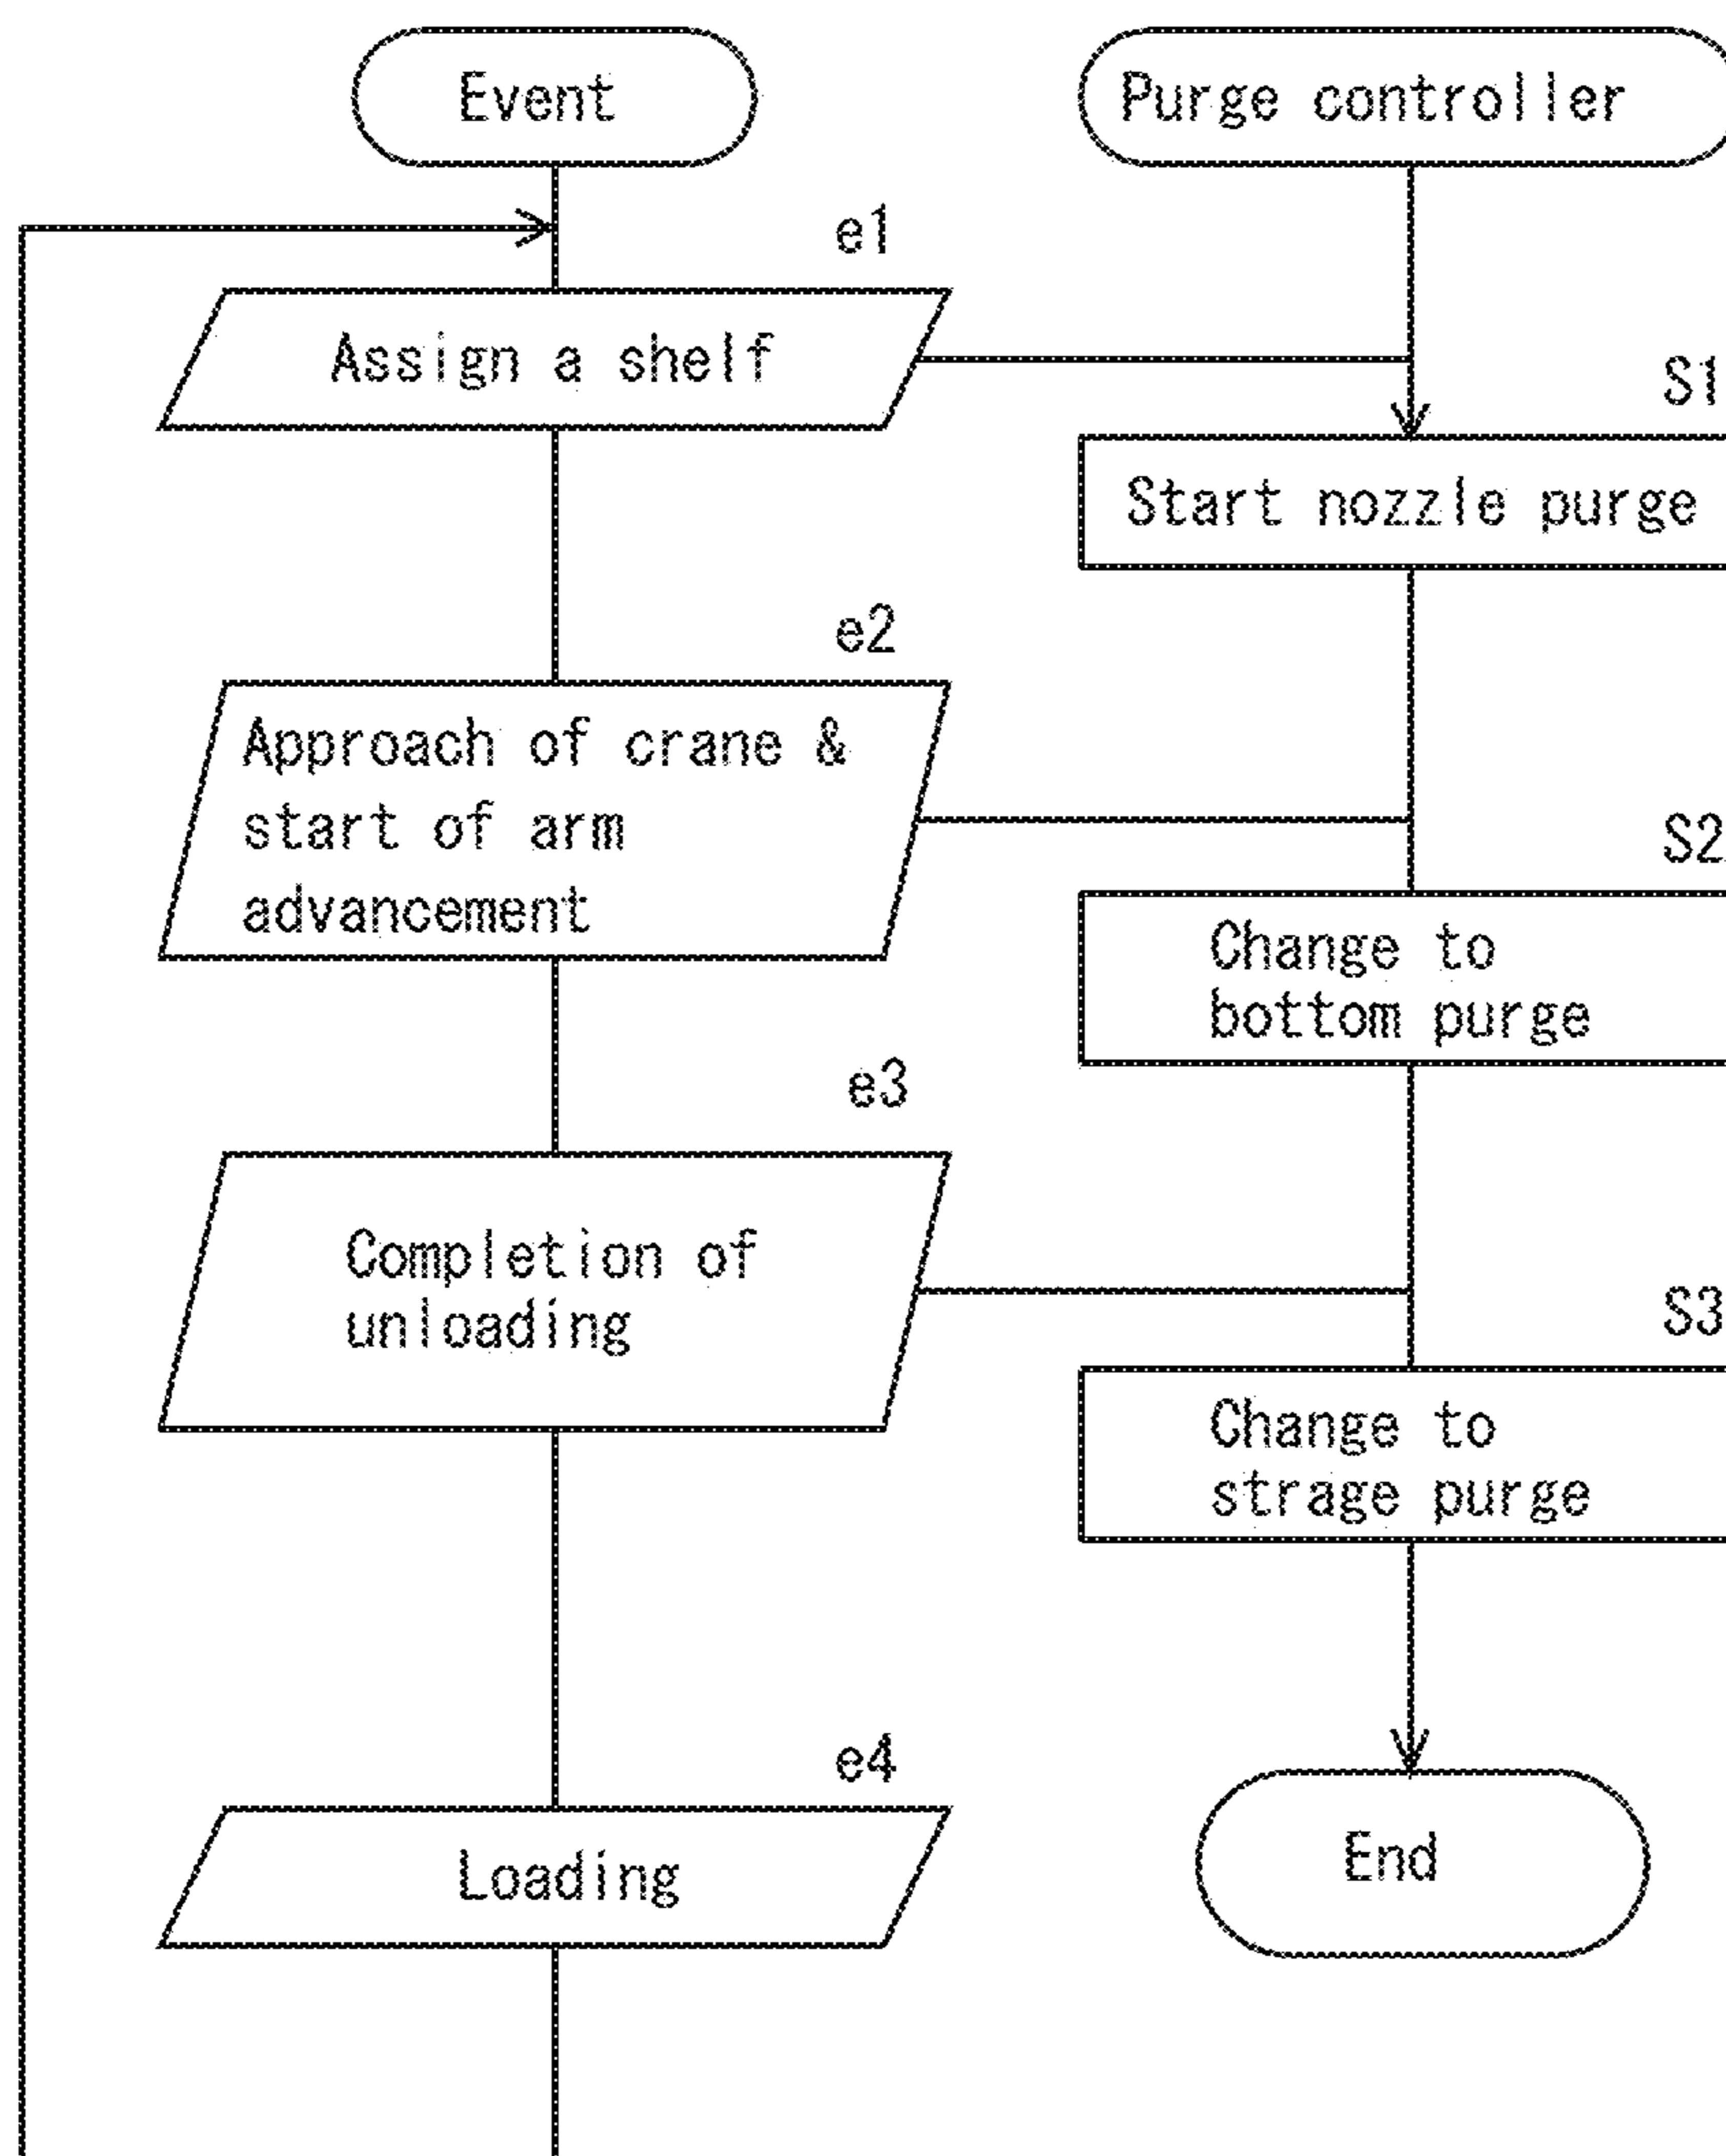 Event
Purge controller
e1
Assign a shelf
S1
Start nozzle purge
e2
Approach of crane &
start of arm
advancement
S2
Change to
bottom purge
e3
Completion of
unloading
S3
Change to
strage purge
e4
Loading
End